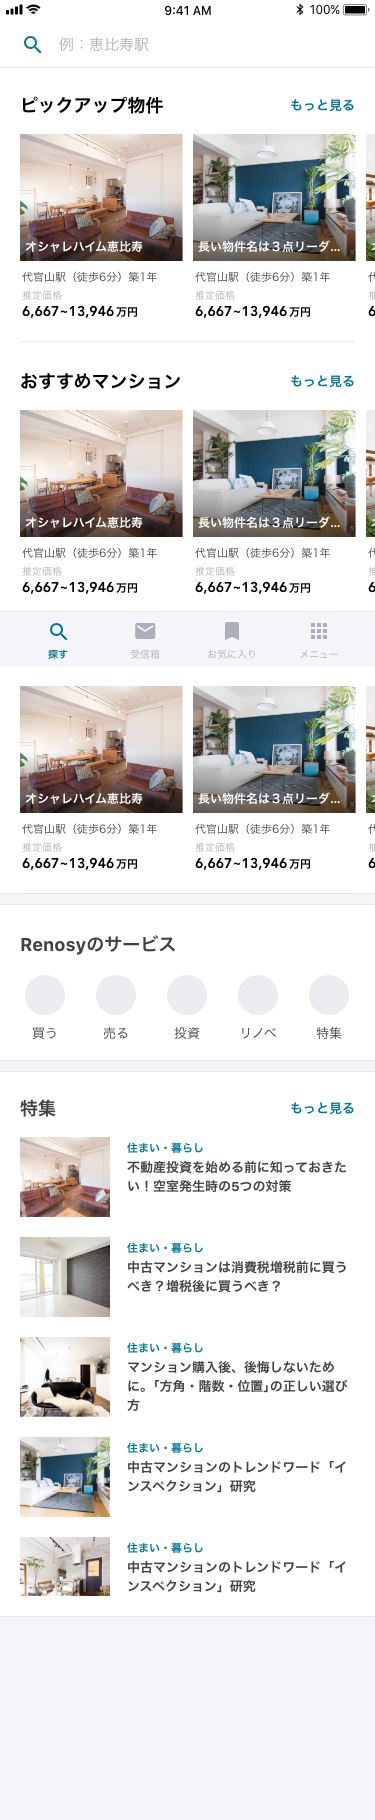 9:41 AM
100%
例：恵比寿駅
ピックアップ物件
もっと見る
オシャレハイム恵比寿
長い物件名は３点リーダ...
代官山駅（徒歩6分）築1年
代官山駅（徒歩6分）築1年
推定価格
推定価格
6,667~13,946万円
6,667~13,946万円
おすすめマンション
もっと見る
オシャレハイム恵比寿
長い物件名は３点リーダ...
代官山駅（徒歩6分）築1年
代官山駅（徒歩6分）築1年
推定価格
推定価格
6,667~13,946万円
6,667~13,946万円
探す
受信箱
お気に入り
メニュー
オシャレハイム恵比寿
長い物件名は３点リーダ...
代官山駅（徒歩6分）築1年
代官山駅（徒歩6分）築1年
推定価格
推定価格
6,667~13,946万円
6,667~13,946万円
Renosyのサービス
買う
売る
投資
リノベ
特集
特集
もっと見る
住まい・暮らし
不動産投資を始める前に知っておきた
い！空室発生時の5つの対策
住まい・暮らし
中古マンションは消費税増税前に買う
べき？増税後に買うべき？
住まい・暮らし
マンション購入後、後悔しないため
に。｢方角・階数・位置｣の正しい選び
方
住まい・暮らし
中古マンションのトレンドワード「イ
ンスペクション」研究
住まい・暮らし
中古マンションのトレンドワード「イ
ンスペクション」研究